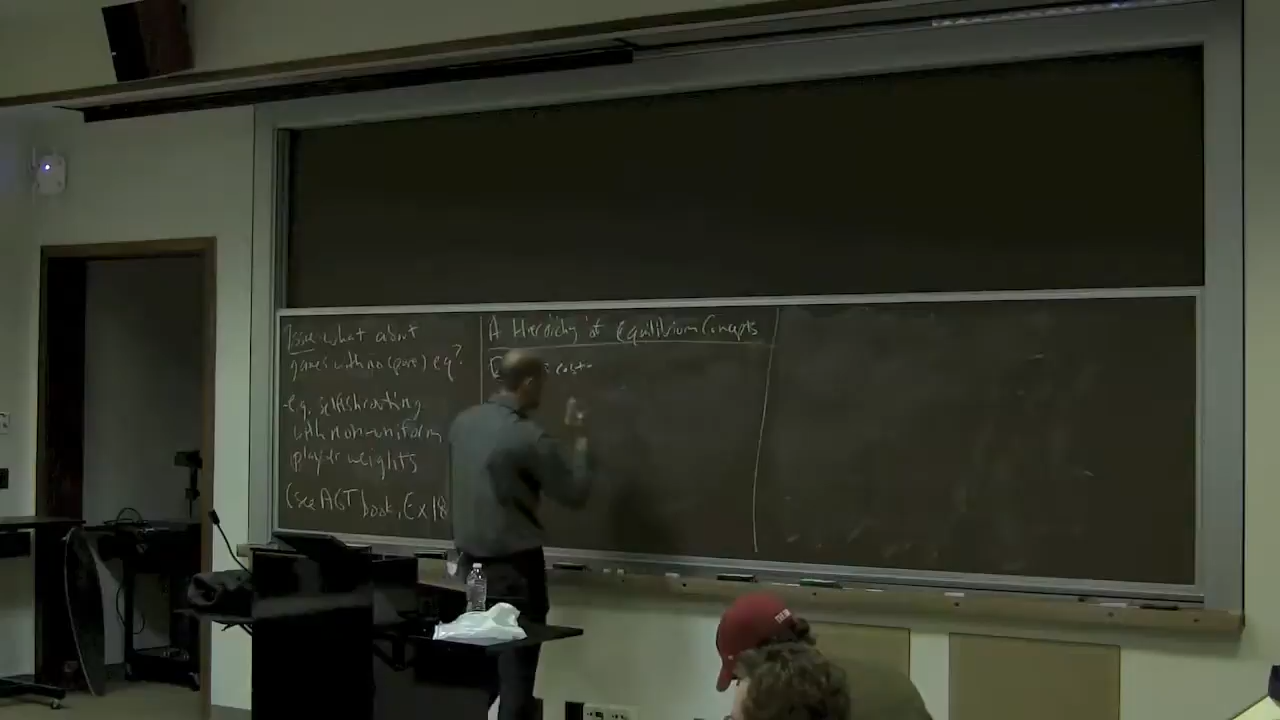 Issue: what about
games with no (pure) eq?
- e.g. selfish routing
with non-uniform
player weights
(see AGT book, Ex 18
A Hierarchy of Equilibrium Concepts